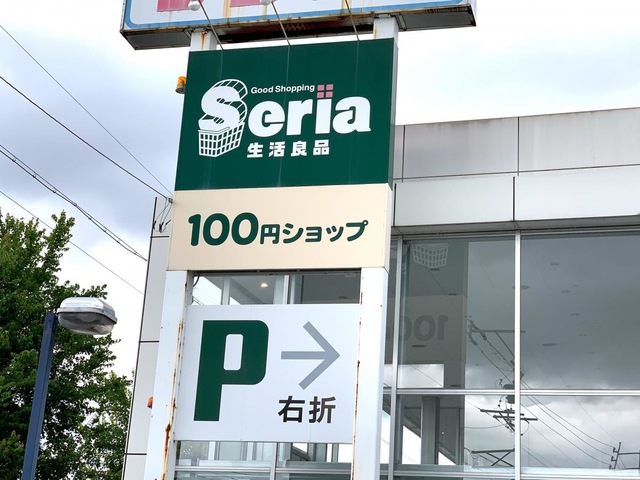 Good Shopping
Seria
生活良品
100円ショップ
P →
右折